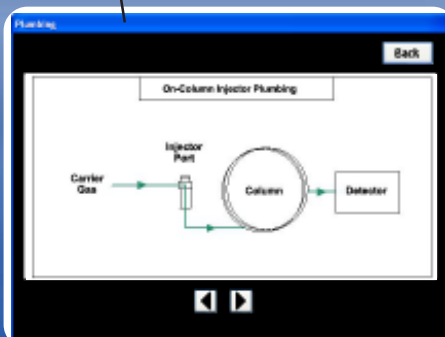 Plumbing
Back
On-Column Injector Plumbing
Injector
Port
Carrier
Gas
Column
Detector